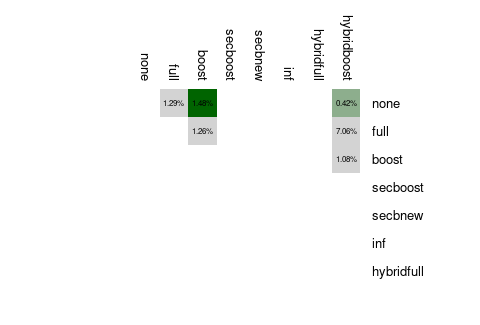 none
full
boost
secboost
secbnew
inf
hybridfull
hybridboost
1.29% 1.48% 0.42% none
1.26% 7.06% full
1.08% boost
secboost
secbnew
inf
hybridfull